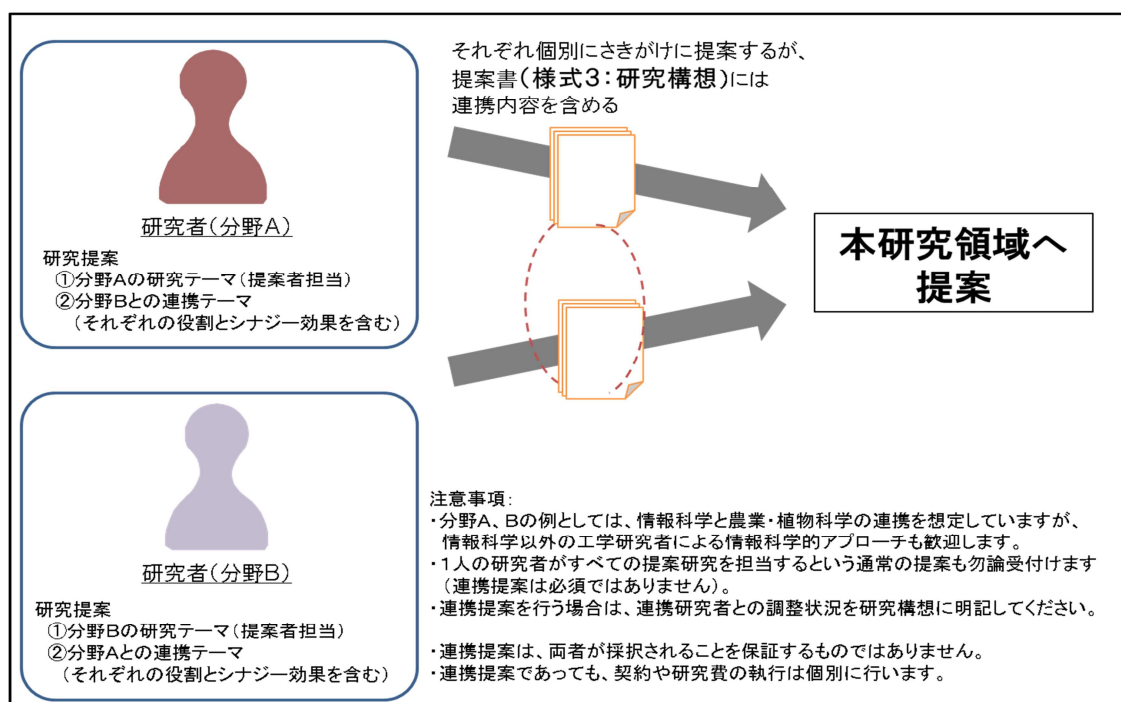 それぞれ個別にさきがけに提案するが、
提案書(様式3:研究構想)には
連携内容を含める
研究者(分野A)
研究提案
①分野Aの研究テーマ(提案者担当)
②分野Bとの連携テーマ
(それぞれの役割とシナジー効果を含む)
本研究領域へ
提案
研究者(分野B)
研究提案
①分野Bの研究テーマ(提案者担当)
②分野Aとの連携テーマ
(それぞれの役割とシナジー効果を含む)
注意事項:
・分野A、Bの例としては、情報科学と農業・植物科学の連携を想定していますが、
情報科学以外の工学研究者による情報科学的アプローチも歓迎します。
・1人の研究者がすべての提案研究を担当するという通常の提案も勿論受付けます
(連携提案は必須ではありません)。
・連携提案を行う場合は、連携研究者との調整状況を研究構想に明記してください。
・連携提案は、両者が採択されることを保証するものではありません。
・連携提案であっても、契約や研究費の執行は個別に行います。